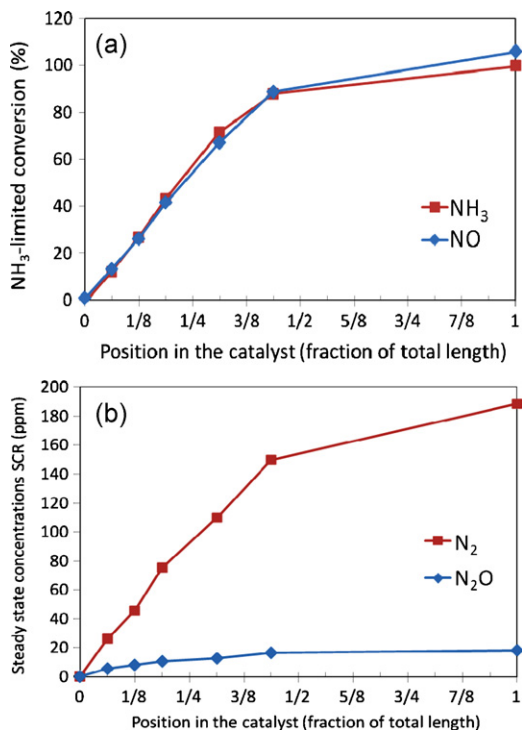 (a)
NH₃-limited conversion (%)
120
100
80
60
40
20
0
NH₃
NO
0 1/8 1/4 3/8 1/2 5/8 3/4 7/8 1
Position in the catalyst (fraction of total length)
(b)
Steady state concentrations SCR (ppm)
200
180
160
140
120
100
80
60
40
20
0
N₂
N₂O
0 1/8 1/4 3/8 1/2 5/8 3/4 7/8 1
Position in the catalyst (fraction of total length)